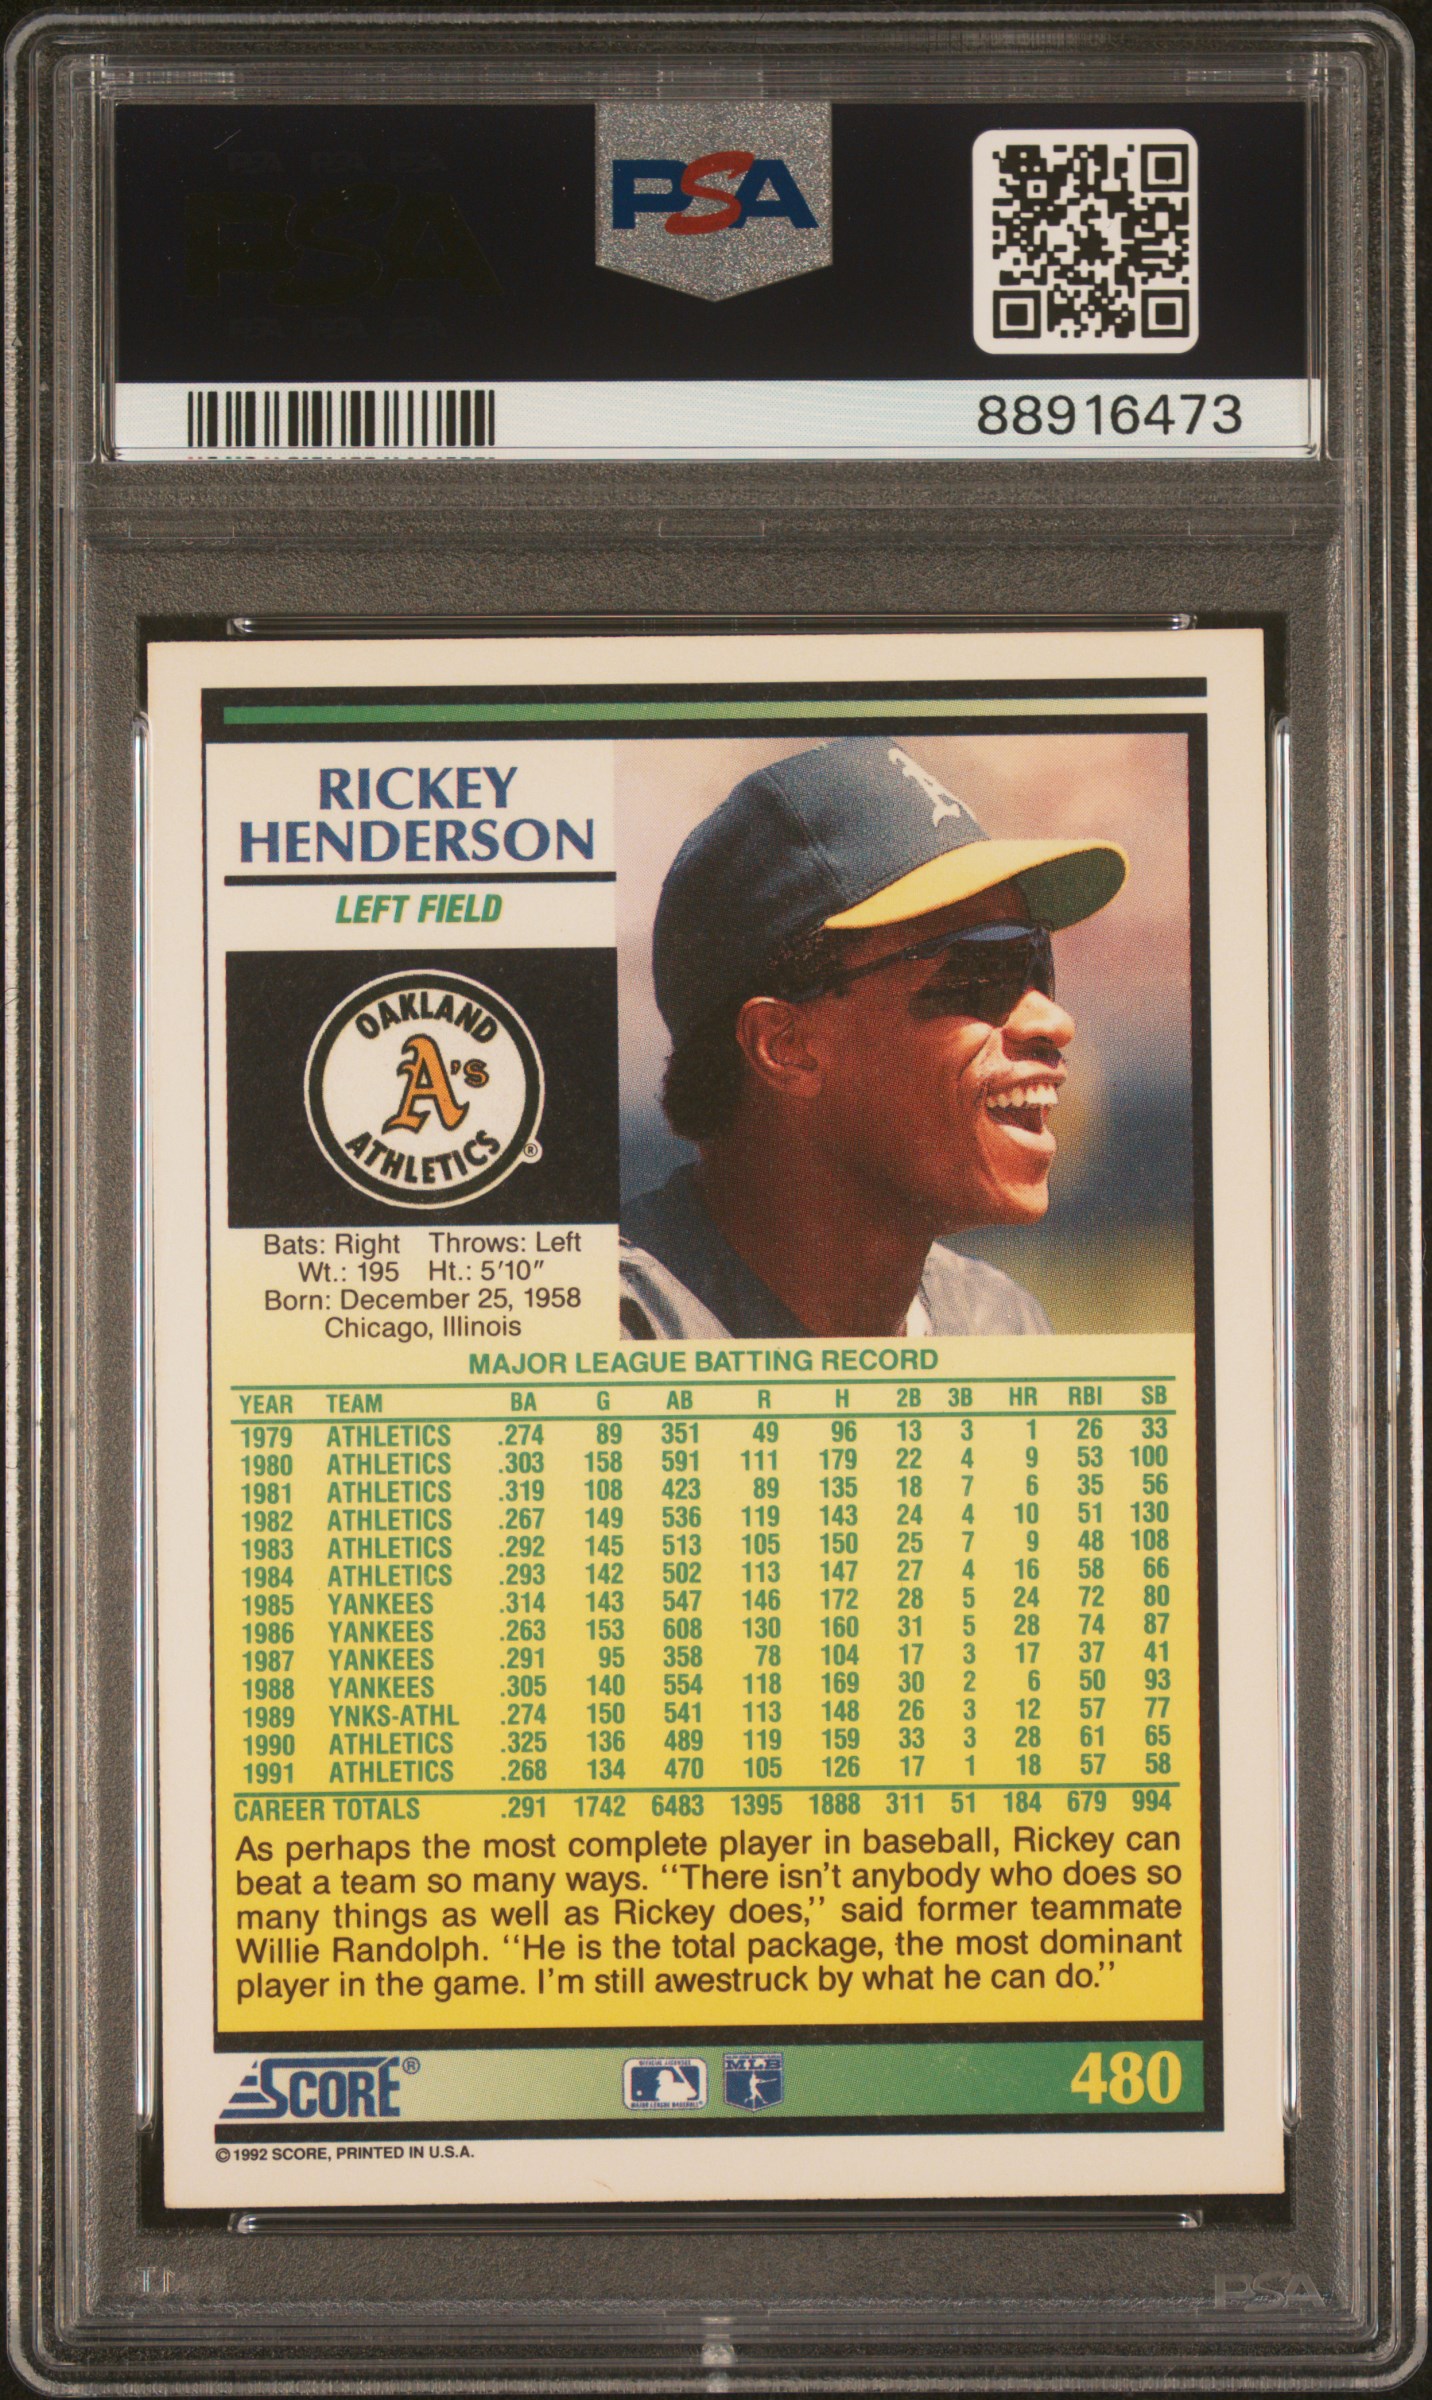 PSA
88916473
RICKEY
HENDERSON
LEFT FIELD
OAKLAND
A's
ATHLETICS
®
A
Bats: Right Throws: Left
Wt.: 195 Ht.: 5'10"
Born: December 25, 1958
Chicago, Illinois
MAJOR LEAGUE BATTING RECORD
YEAR TEAM BA G AB R H 2B 3B HR RBI SB
1979 ATHLETICS .274 89 351 49 96 13 3 1 26 33
1980 ATHLETICS .303 158 591 111 179 22 4 9 53 100
1981 ATHLETICS .319 108 423 89 135 18 7 6 35 56
1982 ATHLETICS .267 149 536 119 143 24 4 10 51 130
1983 ATHLETICS .292 145 513 105 150 25 7 9 48 108
1984 ATHLETICS .293 142 502 113 147 27 4 16 58 66
1985 YANKEES .314 143 547 146 172 28 5 24 72 80
1986 YANKEES .263 153 608 130 160 31 5 28 74 87
1987 YANKEES .291 95 358 78 104 17 3 17 37 41
1988 YANKEES .305 140 554 118 169 30 2 6 50 93
1989 YNKS-ATHL .274 150 541 113 148 26 3 12 57 77
1990 ATHLETICS .325 136 489 119 159 33 3 28 61 65
1991 ATHLETICS .268 134 470 105 126 17 1 18 57 58
CAREER TOTALS .291 1742 6483 1395 1888 311 51 184 679 994
As perhaps the most complete player in baseball, Rickey can
beat a team so many ways. ''There isn't anybody who does so
many things as well as Rickey does,'' said former teammate
Willie Randolph. ''He is the total package, the most dominant
player in the game. I'm still awestruck by what he can do.''
SCORE®
MLB
480
© 1992 SCORE, PRINTED IN U.S.A.
PSA